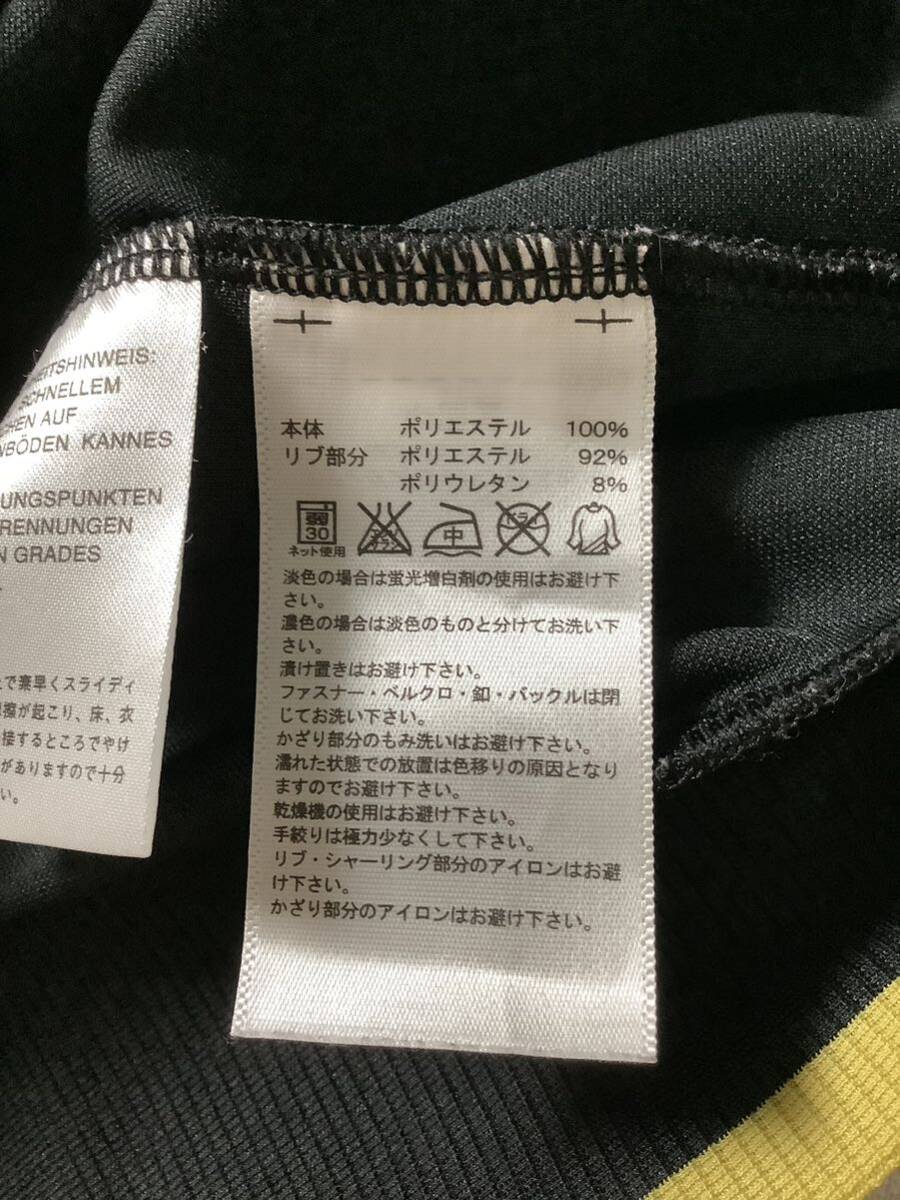 本体 ポリエステル 100%
リブ部分 ポリエステル 92%
ポリウレタン 8%
弱
30
ネット使用
エンソ
サラシ
中
ドライ
淡色の場合は蛍光増白剤の使用はお避け下
さい。
濃色の場合は淡色のものと分けてお洗い下
さい。
漬け置きはお避け下さい。
ファスナー・ベルクロ・釦・バックルは閉
じてお洗い下さい。
かざり部分のもみ洗いはお避け下さい。
濡れた状態での放置は色移りの原因となり
ますのでお避け下さい。
乾燥機の使用はお避け下さい。
手絞りは極力少なくして下さい。
リブ・シャーリング部分のアイロンはお避
け下さい。
かざり部分のアイロンはお避け下さい。
RTSHINWEIS:
SCHNELLEM
CHEN AUF
NBÖDEN KANNES
UNGSPUNKTEN
RENNUNGEN
N GRADES
で素早くスライディ
擦が起こり、床、衣
接するところでやけ
がありますので十分
い。